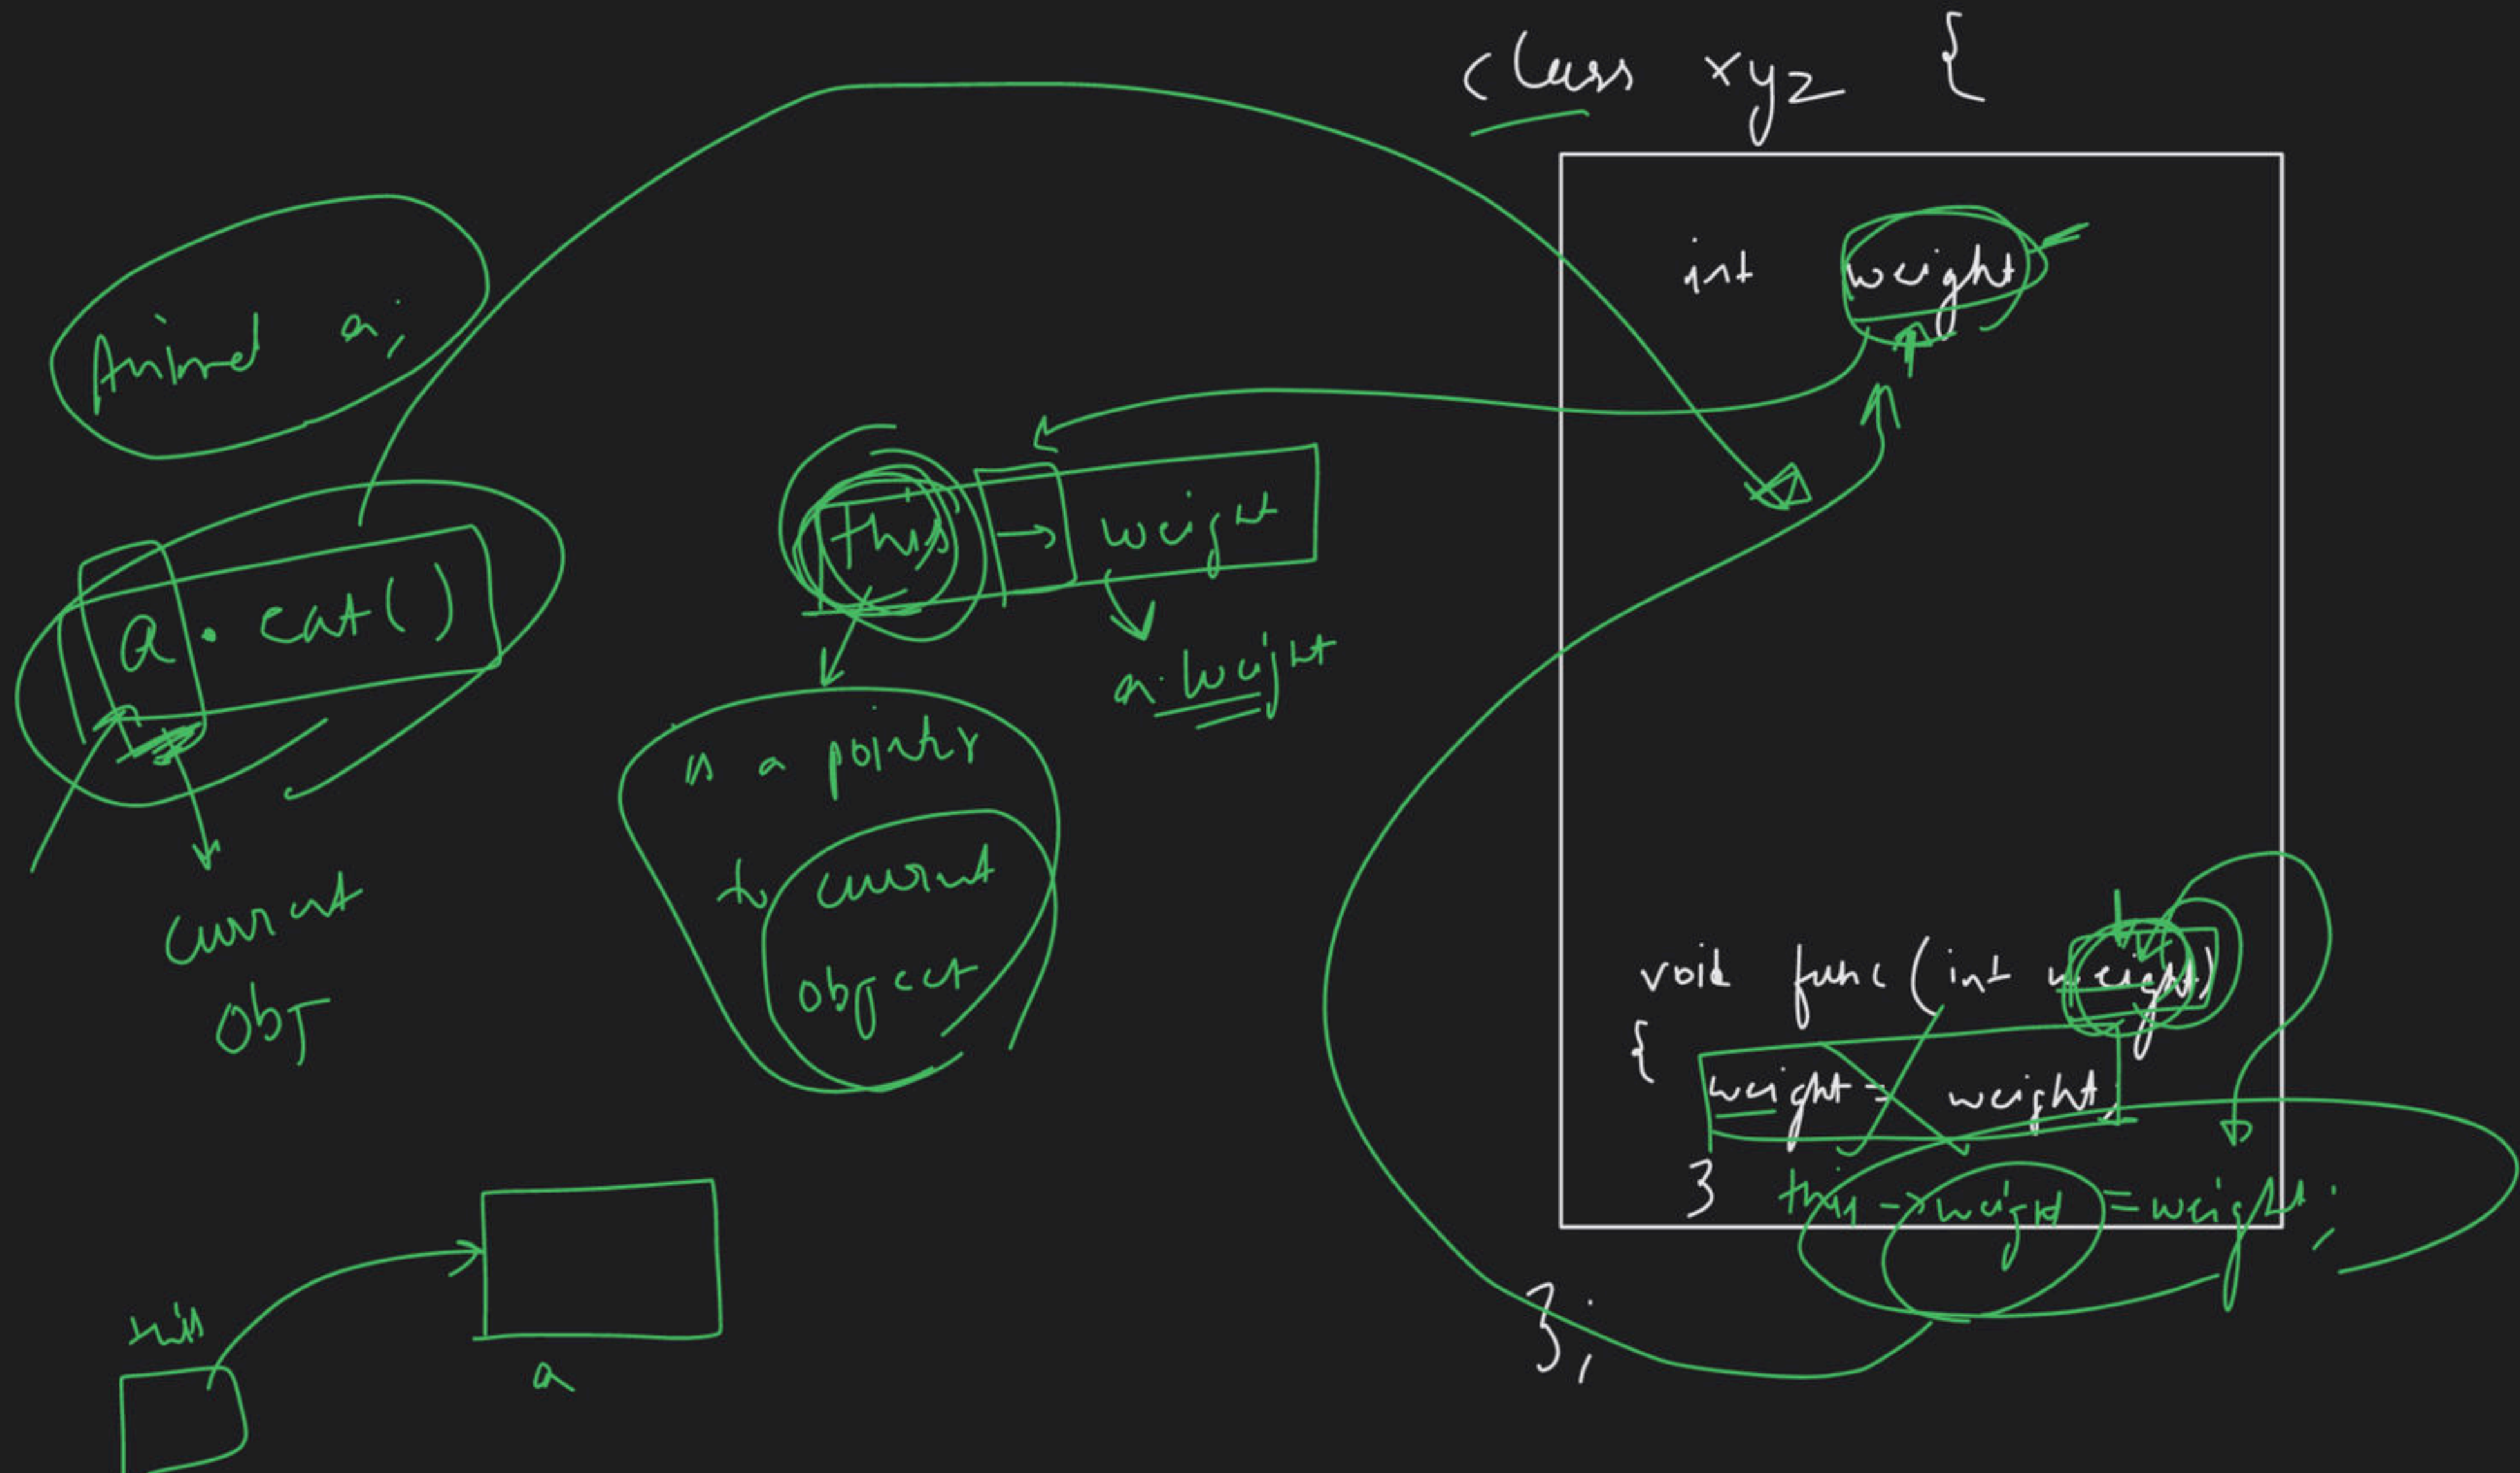 class xyz {
int weight
Animal a;
this -> weight
a.eat()
a.weight
is a pointer
to current
object
current
obj
void func(int weight)
{
weight = weight;
}
this -> weight = weight;
};
this
a